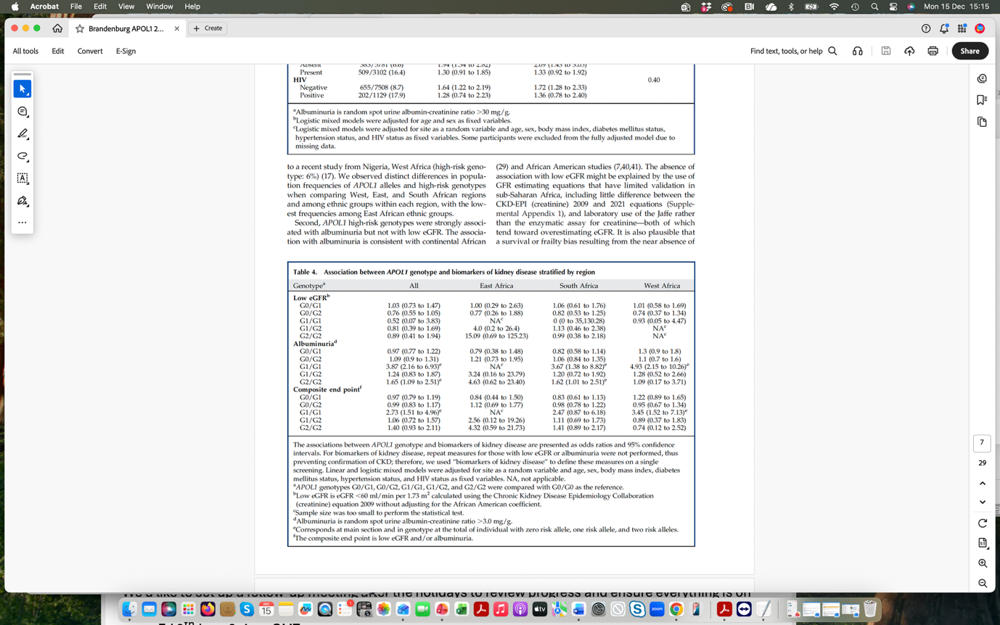 Acrobat File Edit View Window Help
Mon 15 Dec 15:15
Brandenburg APOL1 2...
+ Create
All tools Edit Convert E-Sign
Find text, tools, or help
Share
Present 509/3102 (16.4) 1.30 (0.91 to 1.85) 1.33 (0.92 to 1.92)
HIV 0.40
Negative 655/7508 (8.7) 1.64 (1.22 to 2.19) 1.72 (1.28 to 2.33)
Positive 202/1129 (17.9) 1.28 (0.74 to 2.23) 1.36 (0.78 to 2.40)
aAlbuminuria is random spot urine albumin-creatinine ratio >30 mg/g.
bLogistic mixed models were adjusted for age and sex as fixed variables.
cLogistic mixed models were adjusted for site as a random variable and age, sex, body mass index, diabetes mellitus status,
hypertension status, and HIV status as fixed variables. Some participants were excluded from the fully adjusted model due to
missing data.
to a recent study from Nigeria, West Africa (high-risk geno-
type: 6%) (17). We observed distinct differences in popula-
tion frequencies of APOL1 alleles and high-risk genotypes
when comparing West, East, and South African regions
and among ethnic groups within each region, with the low-
est frequencies among East African ethnic groups.
Second, APOL1 high-risk genotypes were strongly associ-
ated with albuminuria but not with low eGFR. The associa-
tion with albuminuria is consistent with continental African
(29) and African American studies (7,40,41). The absence of
association with low eGFR might be explained by the use of
GFR estimating equations that have limited validation in
sub-Saharan Africa, including little difference between the
CKD-EPI (creatinine) 2009 and 2021 equations (Supple-
mental Appendix 1), and laboratory use of the Jaffe rather
than the enzymatic assay for creatinine—both of which
tend toward overestimating eGFR. It is also plausible that
a survival or frailty bias resulting from the near absence of
Table 4. Association between APOL1 genotype and biomarkers of kidney disease stratified by region
Genotypea All East Africa South Africa West Africa
Low eGFRb
G0/G1 1.03 (0.73 to 1.47) 1.00 (0.29 to 2.63) 1.06 (0.61 to 1.76) 1.01 (0.58 to 1.69)
G0/G2 0.76 (0.55 to 1.05) 0.77 (0.26 to 1.88) 0.82 (0.53 to 1.25) 0.74 (0.37 to 1.34)
G1/G1 0.52 (0.07 to 3.83) NAc 0 (0 to 35,130.28) 0.93 (0.05 to 4.47)
G1/G2 0.81 (0.39 to 1.69) 4.0 (0.2 to 26.4) 1.13 (0.46 to 2.38) NAc
G2/G2 0.89 (0.41 to 1.94) 15.09 (0.69 to 125.23) 0.99 (0.38 to 2.18) NAc
Albuminuriad
G0/G1 0.97 (0.77 to 1.22) 0.79 (0.38 to 1.48) 0.82 (0.58 to 1.14) 1.3 (0.9 to 1.8)
G0/G2 1.09 (0.9 to 1.31) 1.21 (0.73 to 1.95) 1.06 (0.84 to 1.35) 1.1 (0.7 to 1.6)
G1/G1 3.87 (2.16 to 6.93)e NAc 3.67 (1.38 to 8.82)e 4.93 (2.15 to 10.26)e
G1/G2 1.24 (0.83 to 1.87) 3.24 (0.16 to 23.79) 1.20 (0.72 to 1.92) 1.28 (0.52 to 2.66)
G2/G2 1.65 (1.09 to 2.51)e 4.63 (0.62 to 23.40) 1.62 (1.01 to 2.51)e 1.09 (0.17 to 3.71)
Composite end pointf
G0/G1 0.97 (0.79 to 1.19) 0.84 (0.44 to 1.50) 0.83 (0.61 to 1.13) 1.22 (0.89 to 1.65)
G0/G2 0.99 (0.83 to 1.17) 1.12 (0.69 to 1.77) 0.98 (0.78 to 1.22) 0.95 (0.67 to 1.34)
G1/G1 2.73 (1.51 to 4.96)e NAc 2.47 (0.87 to 6.18) 3.45 (1.52 to 7.13)e
G1/G2 1.06 (0.72 to 1.57) 2.56 (0.12 to 19.26) 1.11 (0.69 to 1.73) 0.89 (0.37 to 1.83)
G2/G2 1.40 (0.93 to 2.11) 4.32 (0.59 to 21.73) 1.41 (0.89 to 2.17) 0.74 (0.12 to 2.52)
The associations between APOL1 genotype and biomarkers of kidney disease are presented as odds ratios and 95% confidence
intervals. For biomarkers of kidney disease, repeat measures for those with low eGFR or albuminuria were not performed, thus
preventing confirmation of CKD; therefore, we used "biomarkers of kidney disease" to define these measures on a single
screening. Linear and logistic mixed models were adjusted for site as a random variable and age, sex, body mass index, diabetes
mellitus status, hypertension status, and HIV status as fixed variables. NA, not applicable.
aAPOL1 genotypes G0/G1, G0/G2, G1/G1, G1/G2, and G2/G2 were compared with G0/G0 as the reference.
bLow eGFR is eGFR <60 ml/min per 1.73 m2 calculated using the Chronic Kidney Disease Epidemiology Collaboration
(creatinine) equation 2009 without adjusting for the African American coefficient.
cSample size was too small to perform the statistical test.
dAlbuminuria is random spot urine albumin-creatinine ratio >3.0 mg/g.
eCorresponds at main section and in genotype at the total of individual with zero risk allele, one risk allele, and two risk alleles.
fThe composite end point is low eGFR and/or albuminuria.
7
29
DEC
15
tv
zoom